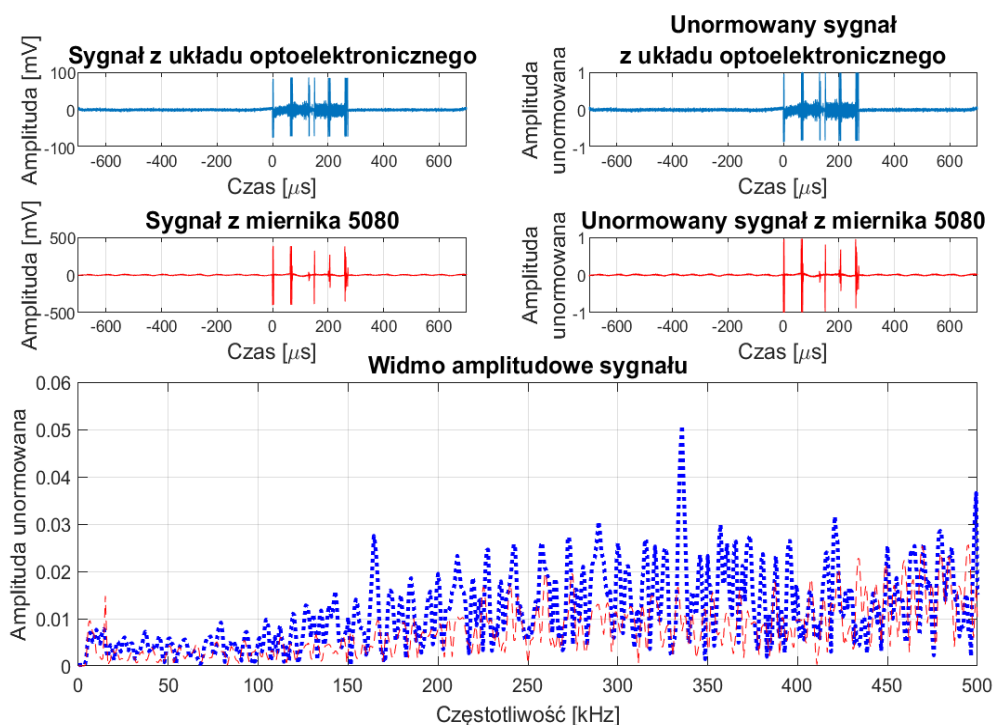 Sygnał z układu optoelektronicznego
Amplituda [mV]
100
0
-100
-600 -400 -200 0 200 400 600
Czas [μs]
Unormowany sygnał
z układu optoelektronicznego
Amplituda
unormowana
1
0
-1
-600 -400 -200 0 200 400 600
Czas [μs]
Sygnał z miernika 5080
Amplituda [mV]
500
0
-500
-600 -400 -200 0 200 400 600
Czas [μs]
Unormowany sygnał z miernika 5080
Amplituda
unormowana
1
0
-1
-600 -400 -200 0 200 400 600
Czas [μs]
Widmo amplitudowe sygnału
Amplituda unormowana
0.06
0.05
0.04
0.03
0.02
0.01
0
0 50 100 150 200 250 300 350 400 450 500
Częstotliwość [kHz]